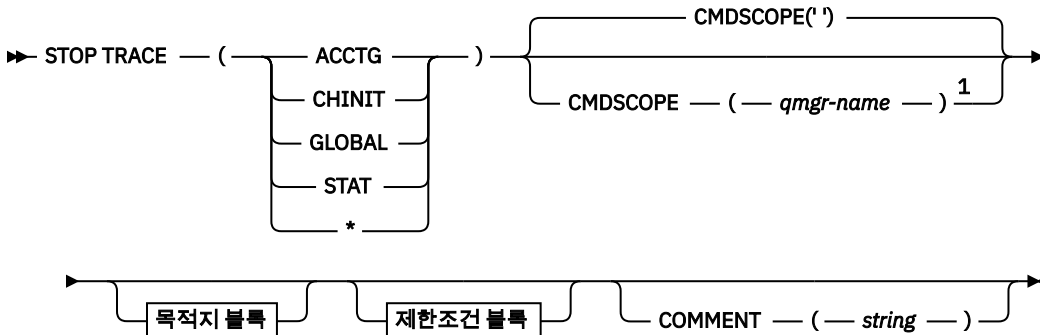 CMDSCOPE(' ')
STOP TRACE ( ACCTG )
CHINIT
GLOBAL
STAT
*
CMDSCOPE ( qmgr-name ) 1
목적지 블록
제한조건 블록
COMMENT ( string )